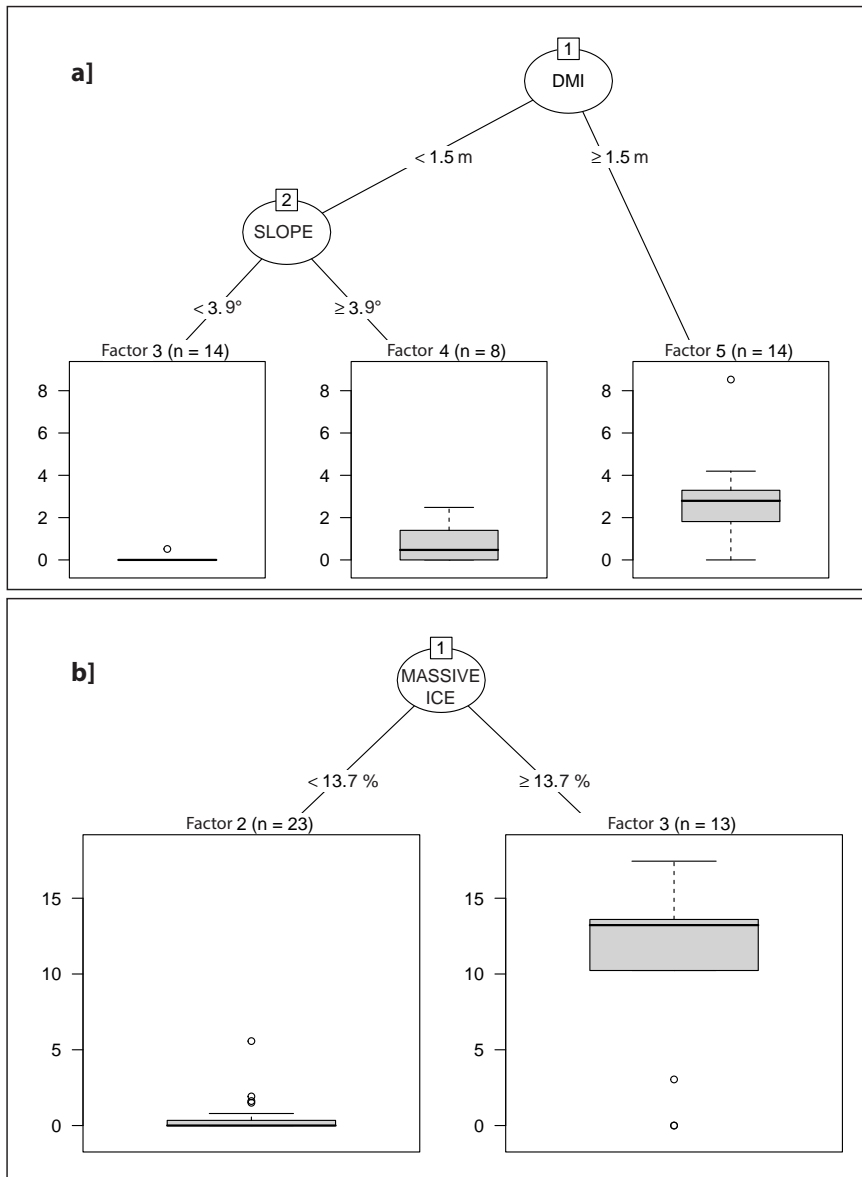 a]
1
DMI
< 1.5 m
≥ 1.5 m
2
SLOPE
< 3.9°
≥ 3.9°
Factor 3 (n = 14)
Factor 4 (n = 8)
Factor 5 (n = 14)
8
6
4
2
0
8
6
4
2
0
8
6
4
2
0
b]
1
MASSIVE
ICE
< 13.7 %
≥ 13.7 %
Factor 2 (n = 23)
Factor 3 (n = 13)
15
10
5
0
15
10
5
0